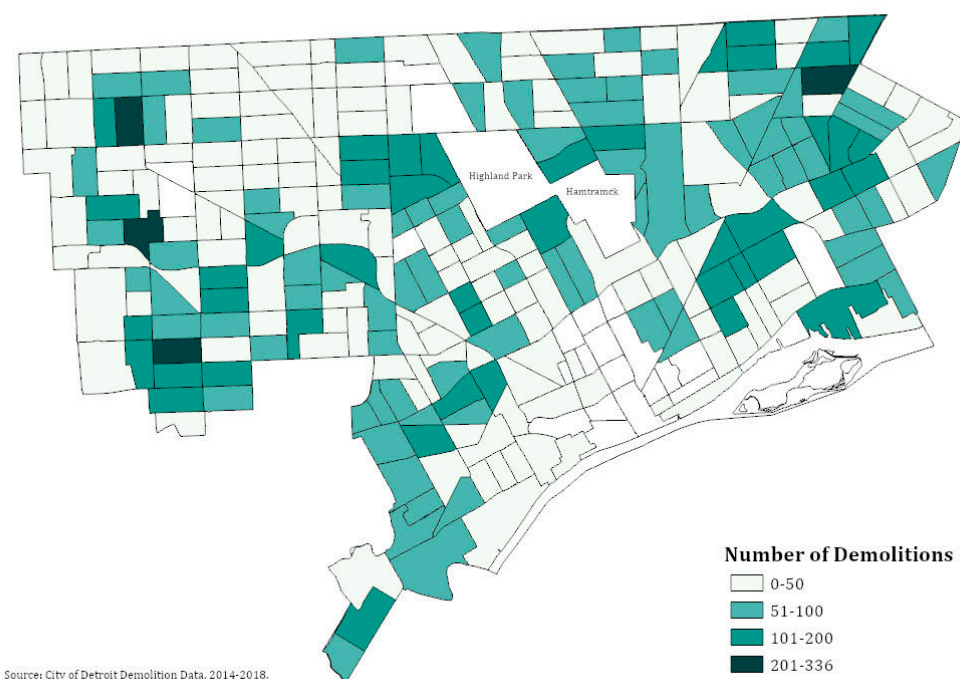 Highland Park
Hamtramck
Number of Demolitions
0-50
51-100
101-200
201-336
Source: City of Detroit Demolition Data, 2014-2018.